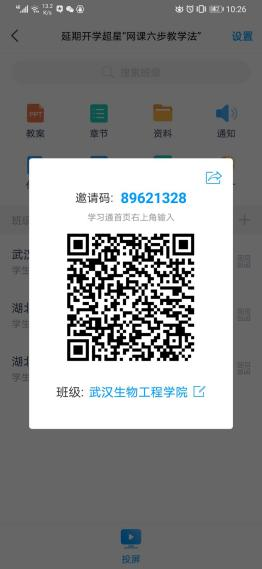 13.2
K/s
10:26
延期开学超星“网课六步教学法”
设置
搜索班级
PPT
教案
章节
资料
通知
邀请码: 89621328
学习通首页右上角输入
班级
武汉
学生
湖北
学生
湖北
学生
班级: 武汉生物工程学院
投屏